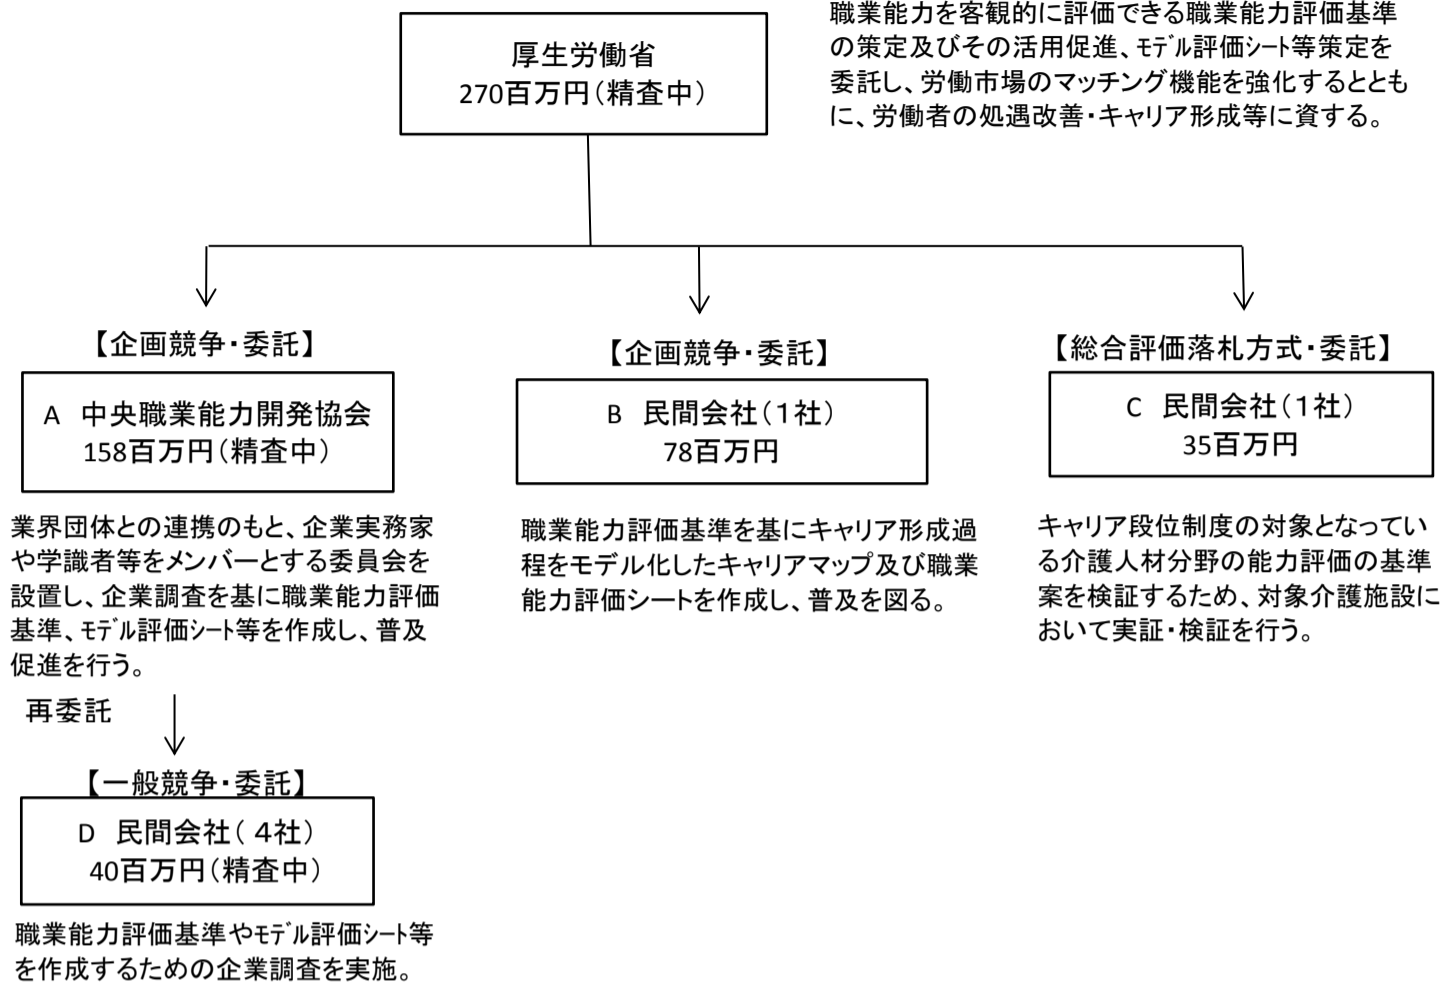 厚生労働省
270百万円（精査中）
職業能力を客観的に評価できる職業能力評価基準
の策定及びその活用促進、ﾓﾃﾞﾙ評価シート等策定を
委託し、労働市場のマッチング機能を強化するととも
に、労働者の処遇改善・キャリア形成等に資する。
【企画競争・委託】
A 中央職業能力開発協会
158百万円（精査中）
業界団体との連携のもと、企業実務家
や学識者等をメンバーとする委員会を
設置し、企業調査を基に職業能力評価
基準、ﾓﾃﾞﾙ評価ｼｰﾄ等を作成し、普及
促進を行う。
【企画競争・委託】
B 民間会社（１社）
78百万円
職業能力評価基準を基にキャリア形成過
程をモデル化したキャリアマップ及び職業
能力評価シートを作成し、普及を図る。
【総合評価落札方式・委託】
C 民間会社（１社）
35百万円
キャリア段位制度の対象となってい
る介護人材分野の能力評価の基準
案を検証するため、対象介護施設に
おいて実証・検証を行う。
再委託
【一般競争・委託】
D 民間会社（ ４社）
40百万円（精査中）
職業能力評価基準やﾓﾃﾞﾙ評価ｼｰﾄ等
を作成するための企業調査を実施。